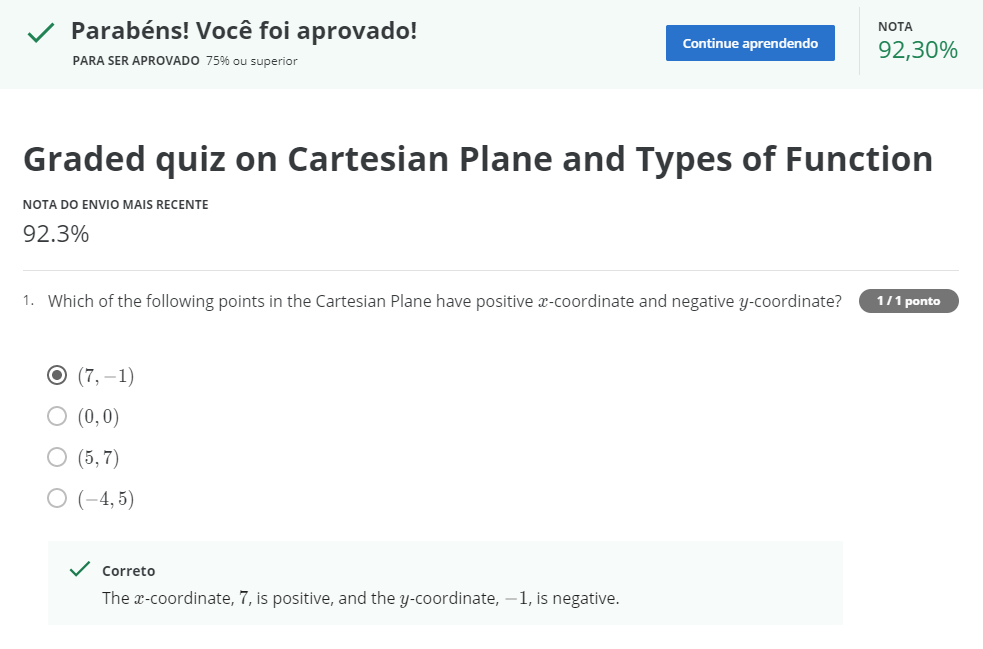 Parabéns! Você foi aprovado!
PARA SER APROVADO 75% ou superior
Continue aprendendo
NOTA
92,30%
Graded quiz on Cartesian Plane and Types of Function
NOTA DO ENVIO MAIS RECENTE
92.3%
1. Which of the following points in the Cartesian Plane have positive x-coordinate and negative y-coordinate?
1 / 1 ponto
(7, −1)
(0, 0)
(5, 7)
(−4, 5)
Correto
The x-coordinate, 7, is positive, and the y-coordinate, −1, is negative.